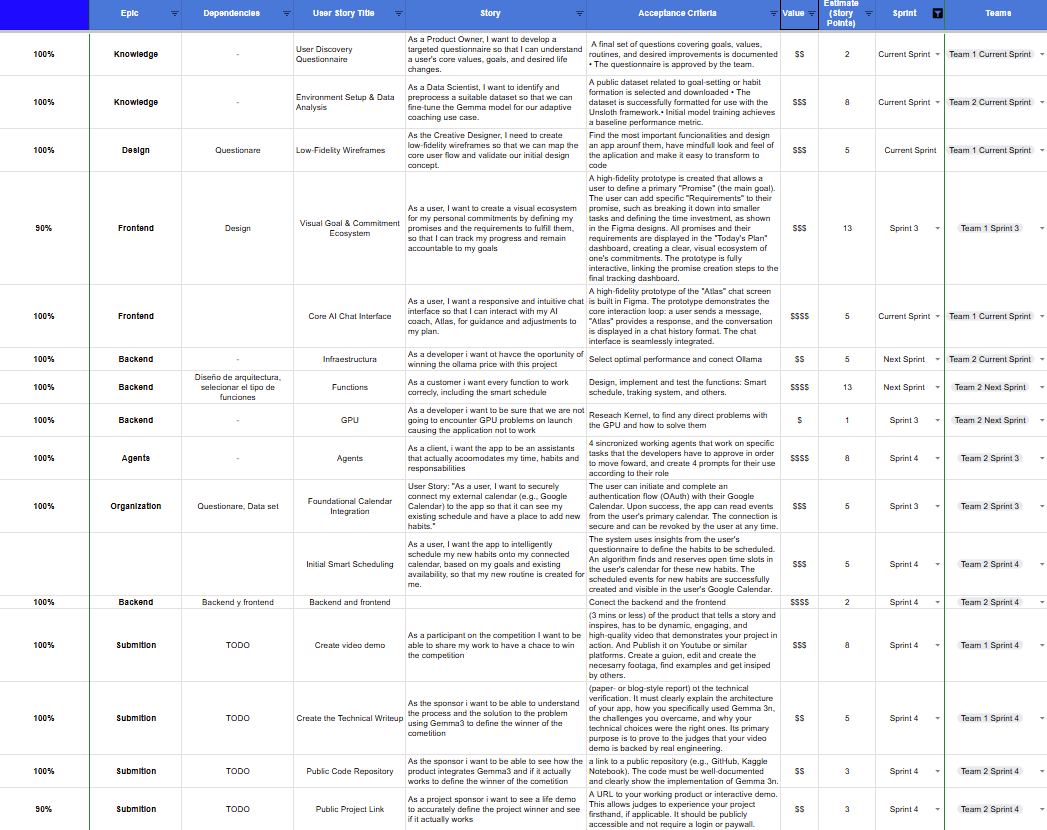 Epic Dependencies User Story Title Story Acceptance Criteria Value Estimate (Story Points) Sprint Teams
100% Knowledge - User Discovery Questionnaire
As a Product Owner, I want to develop a
targeted questionnaire so that I can understand
a user's core values, goals, and desired life
changes.
A final set of questions covering goals, values,
routines, and desired improvements is documented
• The questionnaire is approved by the team.
$$ 2 Current Sprint Team 1 Current Sprint
100% Knowledge - Environment Setup & Data Analysis
As a Data Scientist, I want to identify and
preprocess a suitable dataset so that we can
fine-tune the Gemma model for our adaptive
coaching use case.
A public dataset related to goal-setting or habit
formation is selected and downloaded • The
dataset is successfully formatted for use with the
Unsloth framework.• Initial model training achieves
a baseline performance metric.
$$$ 8 Current Sprint Team 2 Current Sprint
100% Design Questionare Low-Fidelity Wireframes
As the Creative Designer, I need to create
low-fidelity wireframes so that we can map the
core user flow and validate our initial design
concept.
Find the most important funcionalities and design
an app arounf them, have mindful look and feel of
the aplication and make it easy to transform to
code
$$$ 5 Current Sprint Team 1 Current Sprint
90% Frontend Design Visual Goal & Commitment Ecosystem
As a user, I want to create a visual ecosystem
for my personal commitments by defining my
promises and the requirements to fulfill them,
so that I can track my progress and remain
accountable to my goals
A high-fidelity prototype is created that allows a
user to define a primary "Promise" (the main goal).
The user can add specific "Requirements" to their
promise, such as breaking it down into smaller
tasks and defining the time investment, as shown
in the Figma designs. All promises and their
requirements are displayed in the "Today's Plan"
dashboard, creating a clear, visual ecosystem of
one's commitments. The prototype is fully
interactive, linking the promise creation steps to the
final tracking dashboard.
$$$ 13 Sprint 3 Team 1 Sprint 3
100% Frontend Core AI Chat Interface
As a user, I want a responsive and intuitive chat
interface so that I can interact with my AI
coach, Atlas, for guidance and adjustments to
my plan.
A high-fidelity prototype of the "Atlas" chat screen
is built in Figma. The prototype demonstrates the
core interaction loop: a user sends a message,
"Atlas" provides a response, and the conversation
is displayed in a chat history format. The chat
interface is seamlessly integrated.
$$$$ 5 Current Sprint Team 1 Current Sprint
100% Backend - Infraestructura
As a developer i want ot havce the oportunity of
winning the ollama price with this project
Select optimal performance and conect Ollama
$$ 5 Next Sprint Team 2 Current Sprint
100% Backend
Diseño de arquitectura,
selecionar el tipo de
funciones
Functions
As a customer i want every function to work
correctly, including the smart schedule
Design, implement and test the functions: Smart
schedule, traking system, and others.
$$$$ 13 Next Sprint Team 2 Next Sprint
100% Backend - GPU
As a developer i want to be sure that we are not
going to encounter GPU problems on launch
causing the application not to work
Reseach Kernel, to find any direct problems with
the GPU and how to solve them
$ 1 Sprint 3 Team 2 Next Sprint
100% Agents - Agents
As a client, i want the app to be an assistants
that actually accoomodates my time, habits and
responsabilities
4 sincronized working agents that work on specific
tasks that the developers have to approve in order
to move foward, and create 4 prompts for their use
according to their role
$$$$ 8 Sprint 4 Team 2 Sprint 3
100% Organization Questionare, Data set Foundational Calendar Integration
User Story: "As a user, I want to securely
connect my external calendar (e.g., Google
Calendar) to the app so that it can see my
existing schedule and have a place to add new
habits."
The user can initiate and complete an
authentication flow (OAuth) with their Google
Calendar. Upon success, the app can read events
from the user's primary calendar. The connection is
secure and can be revoked by the user at any time.
$$$ 5 Sprint 3 Team 2 Sprint 3
Initial Smart Scheduling
As a user, I want the app to intelligently
schedule my new habits onto my connected
calendar, based on my goals and existing
availability, so that my new routine is created for
me.
The system uses insights from the user's
questionnaire to define the habits to be scheduled.
An algorithm finds and reserves open time slots in
the user's calendar for these new habits. The
scheduled events for new habits are successfully
created and visible in the user's Google Calendar.
$$$ 5 Sprint 4 Team 2 Sprint 4
100% Backend Backend y frontend Backend and frontend
Conect the backend and the frontend
$$$$ 2 Sprint 4 Team 2 Sprint 4
100% Submition TODO Create video demo
As a participant on the competition I want to be
able to share my work to have a chace to win
the competition
(3 mins or less) of the product that tells a story and
inspires, has to be dynamic, engaging, and
high-quality video that demonstrates your project in
action. And Publish it on Youtube or similar
platforms. Create a guion, edit and create the
necesarry footaga, find examples and get insiped
by others.
$$$ 8 Sprint 4 Team 1 Sprint 4
100% Submition TODO Create the Technical Writeup
As the sponsor i want to be able to understand
the process and the solution to the problem
using Gemma3 to define the winner of the
cometition
(paper- or blog-style report) ot the technical
verification. It must clearly explain the architecture
of your app, how you specifically used Gemma 3n,
the challenges you overcame, and why your
technical choices were the right ones. Its primary
purpose is to prove to the judges that your video
demo is backed by real engineering.
$$ 5 Sprint 4 Team 1 Sprint 4
100% Submition TODO Public Code Repository
As the sponsor i want to be able to see how the
product integrates Gemma3 and if it actually
works to define the winner of the cometition
a link to a public repository (e.g., GitHub, Kaggle
Notebook). The code must be well-documented
and clearly show the implementation of Gemma 3n.
$$ 3 Sprint 4 Team 2 Sprint 4
90% Submition TODO Public Project Link
As a project sponsor i want to see a life demo
to accurately define the project winner and see
if it actually works
A URL to your working product or interactive demo.
This allows judges to experience your project
firsthand, if applicable. It should be publicly
accessible and not require a login or paywall.
$$ 3 Sprint 4 Team 2 Sprint 4